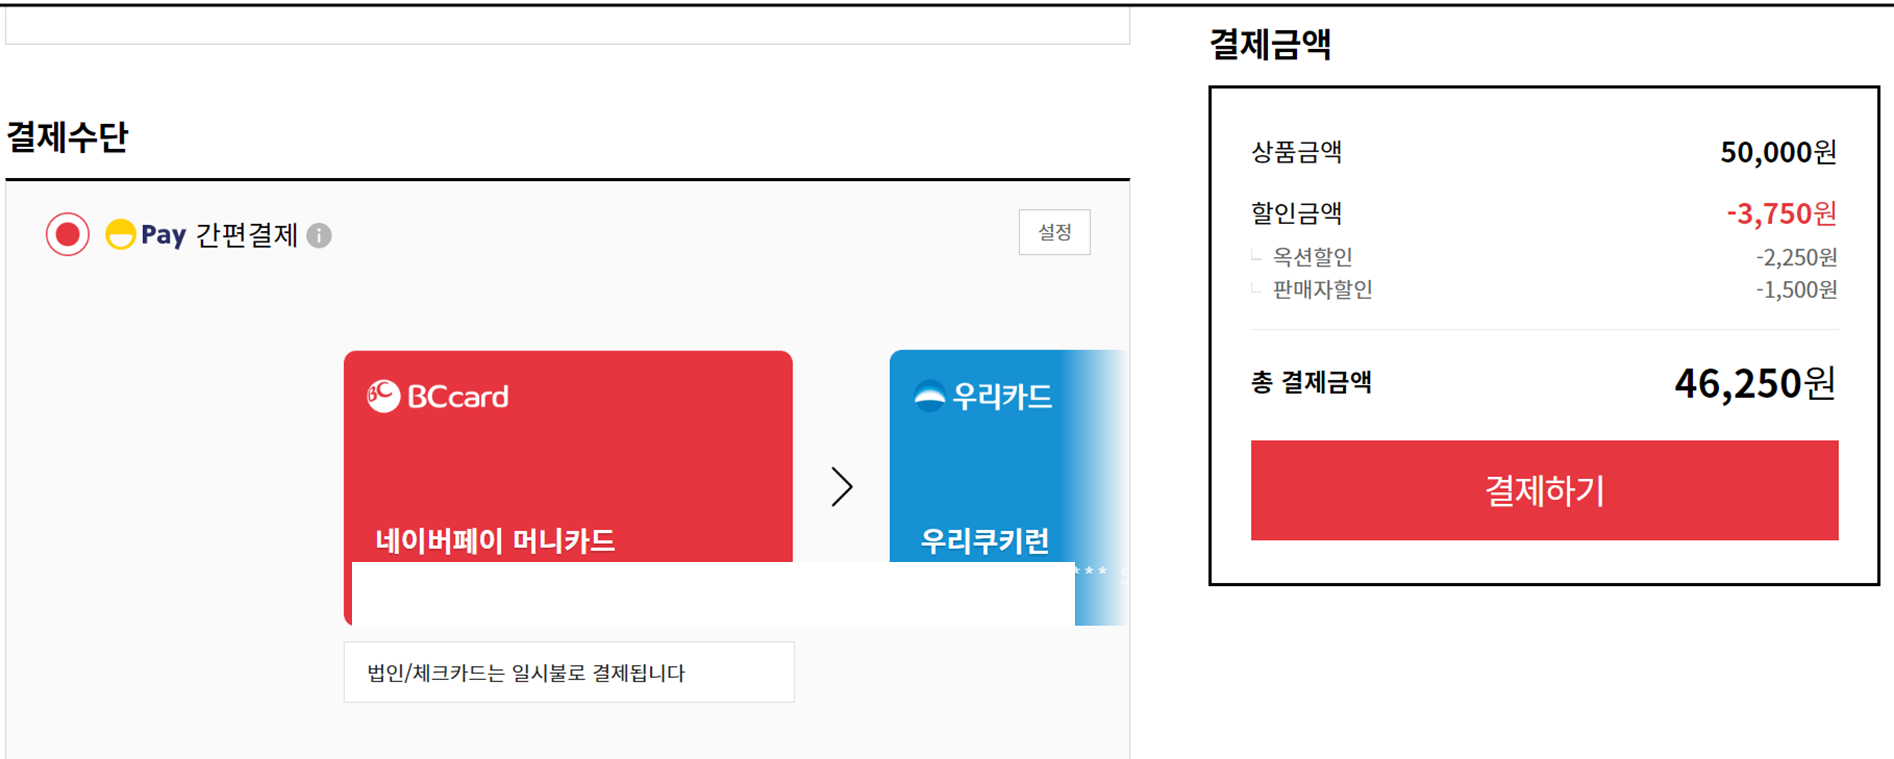 결제수단
Pay 간편결제
설정
BC BCcard
네이버페이 머니카드
우리카드
우리쿠키런
***
법인/체크카드는 일시불로 결제됩니다
결제금액
상품금액 50,000원
할인금액 -3,750원
옥션할인 -2,250원
판매자할인 -1,500원
총 결제금액 46,250원
결제하기